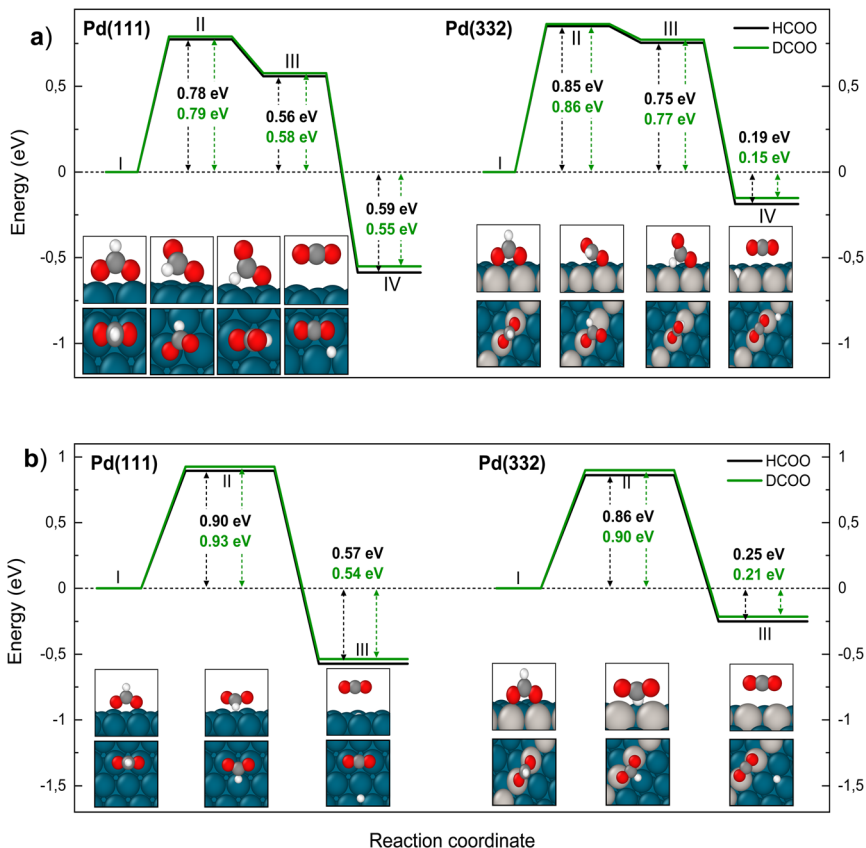 a)
Pd(111)
Pd(332)
HCOO
DCOO
II
III
II
III
0,5
0,5
0.78 eV
0.79 eV
0.56 eV
0.58 eV
0.85 eV
0.86 eV
0.75 eV
0.77 eV
0.19 eV
0.15 eV
I
I
0
0
0.59 eV
0.55 eV
IV
IV
-0,5
-0,5
-1
-1
Energy (eV)
b)
Pd(111)
Pd(332)
HCOO
DCOO
1
1
II
II
0,5
0,5
0.90 eV
0.93 eV
0.57 eV
0.54 eV
0.86 eV
0.90 eV
0.25 eV
0.21 eV
I
I
0
0
III
III
-0,5
-0,5
-1
-1
-1,5
-1,5
Energy (eV)
Reaction coordinate